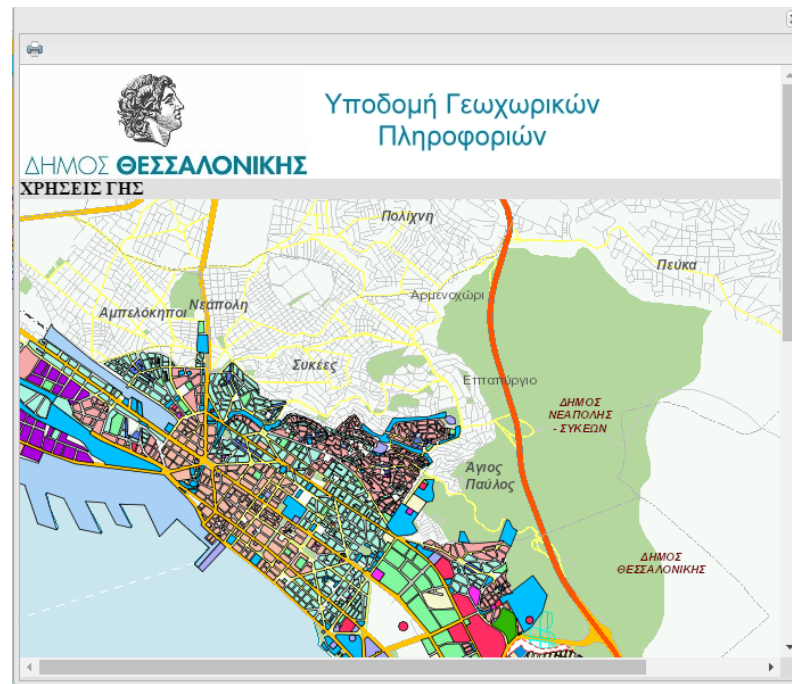 Υποδομή Γεωχωρικών
Πληροφοριών
ΔΗΜΟΣ ΘΕΣΣΑΛΟΝΙΚΗΣ
ΧΡΗΣΕΙΣ ΓΗΣ
Πολίχνη
Πεύκα
Αρμενοχώρι
Νεάπολη
Αμπελόκηποι
Συκεές
Επταπύργιο
ΔΗΜΟΣ
ΝΕΑΠΟΛΗΣ
- ΣΥΚΕΩΝ
Άγιος
Παύλος
ΔΗΜΟΣ
ΘΕΣΣΑΛΟΝΙΚΗΣ